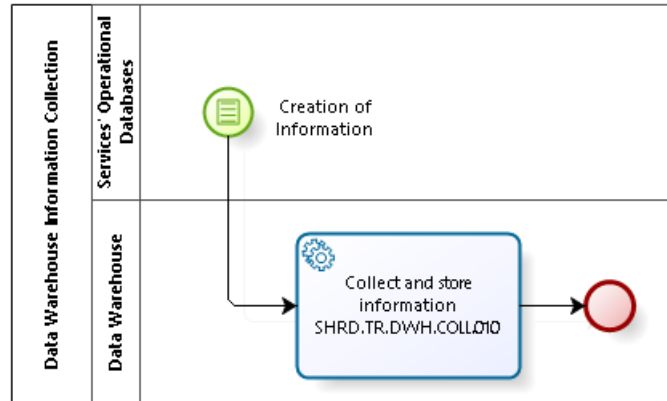 Data Warehouse Information Collection
Services' Operational
Databases
Creation of
Information
Data Warehouse
Collect and store
information
SHRD.TR.DWH.COLL.010